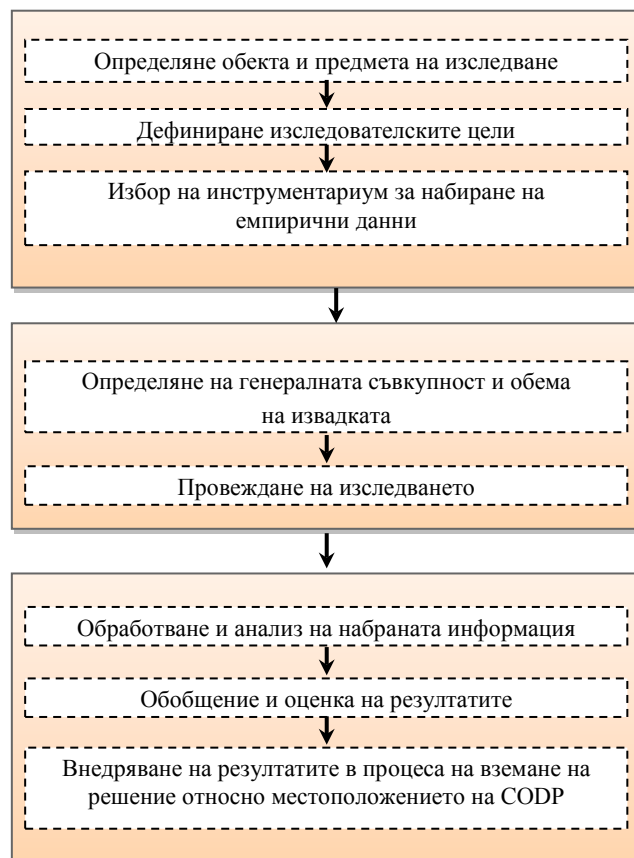 Определяне обекта и предмета на изследване
Дефиниране изследователските цели
Избор на инструментариум за набиране на
емпирични данни
Определяне на генералната съвкупност и обема
на извадката
Провеждане на изследването
Обработване и анализ на набраната информация
Обобщение и оценка на резултатите
Внедряване на резултатите в процеса на вземане на
решение относно местоположението на CODP